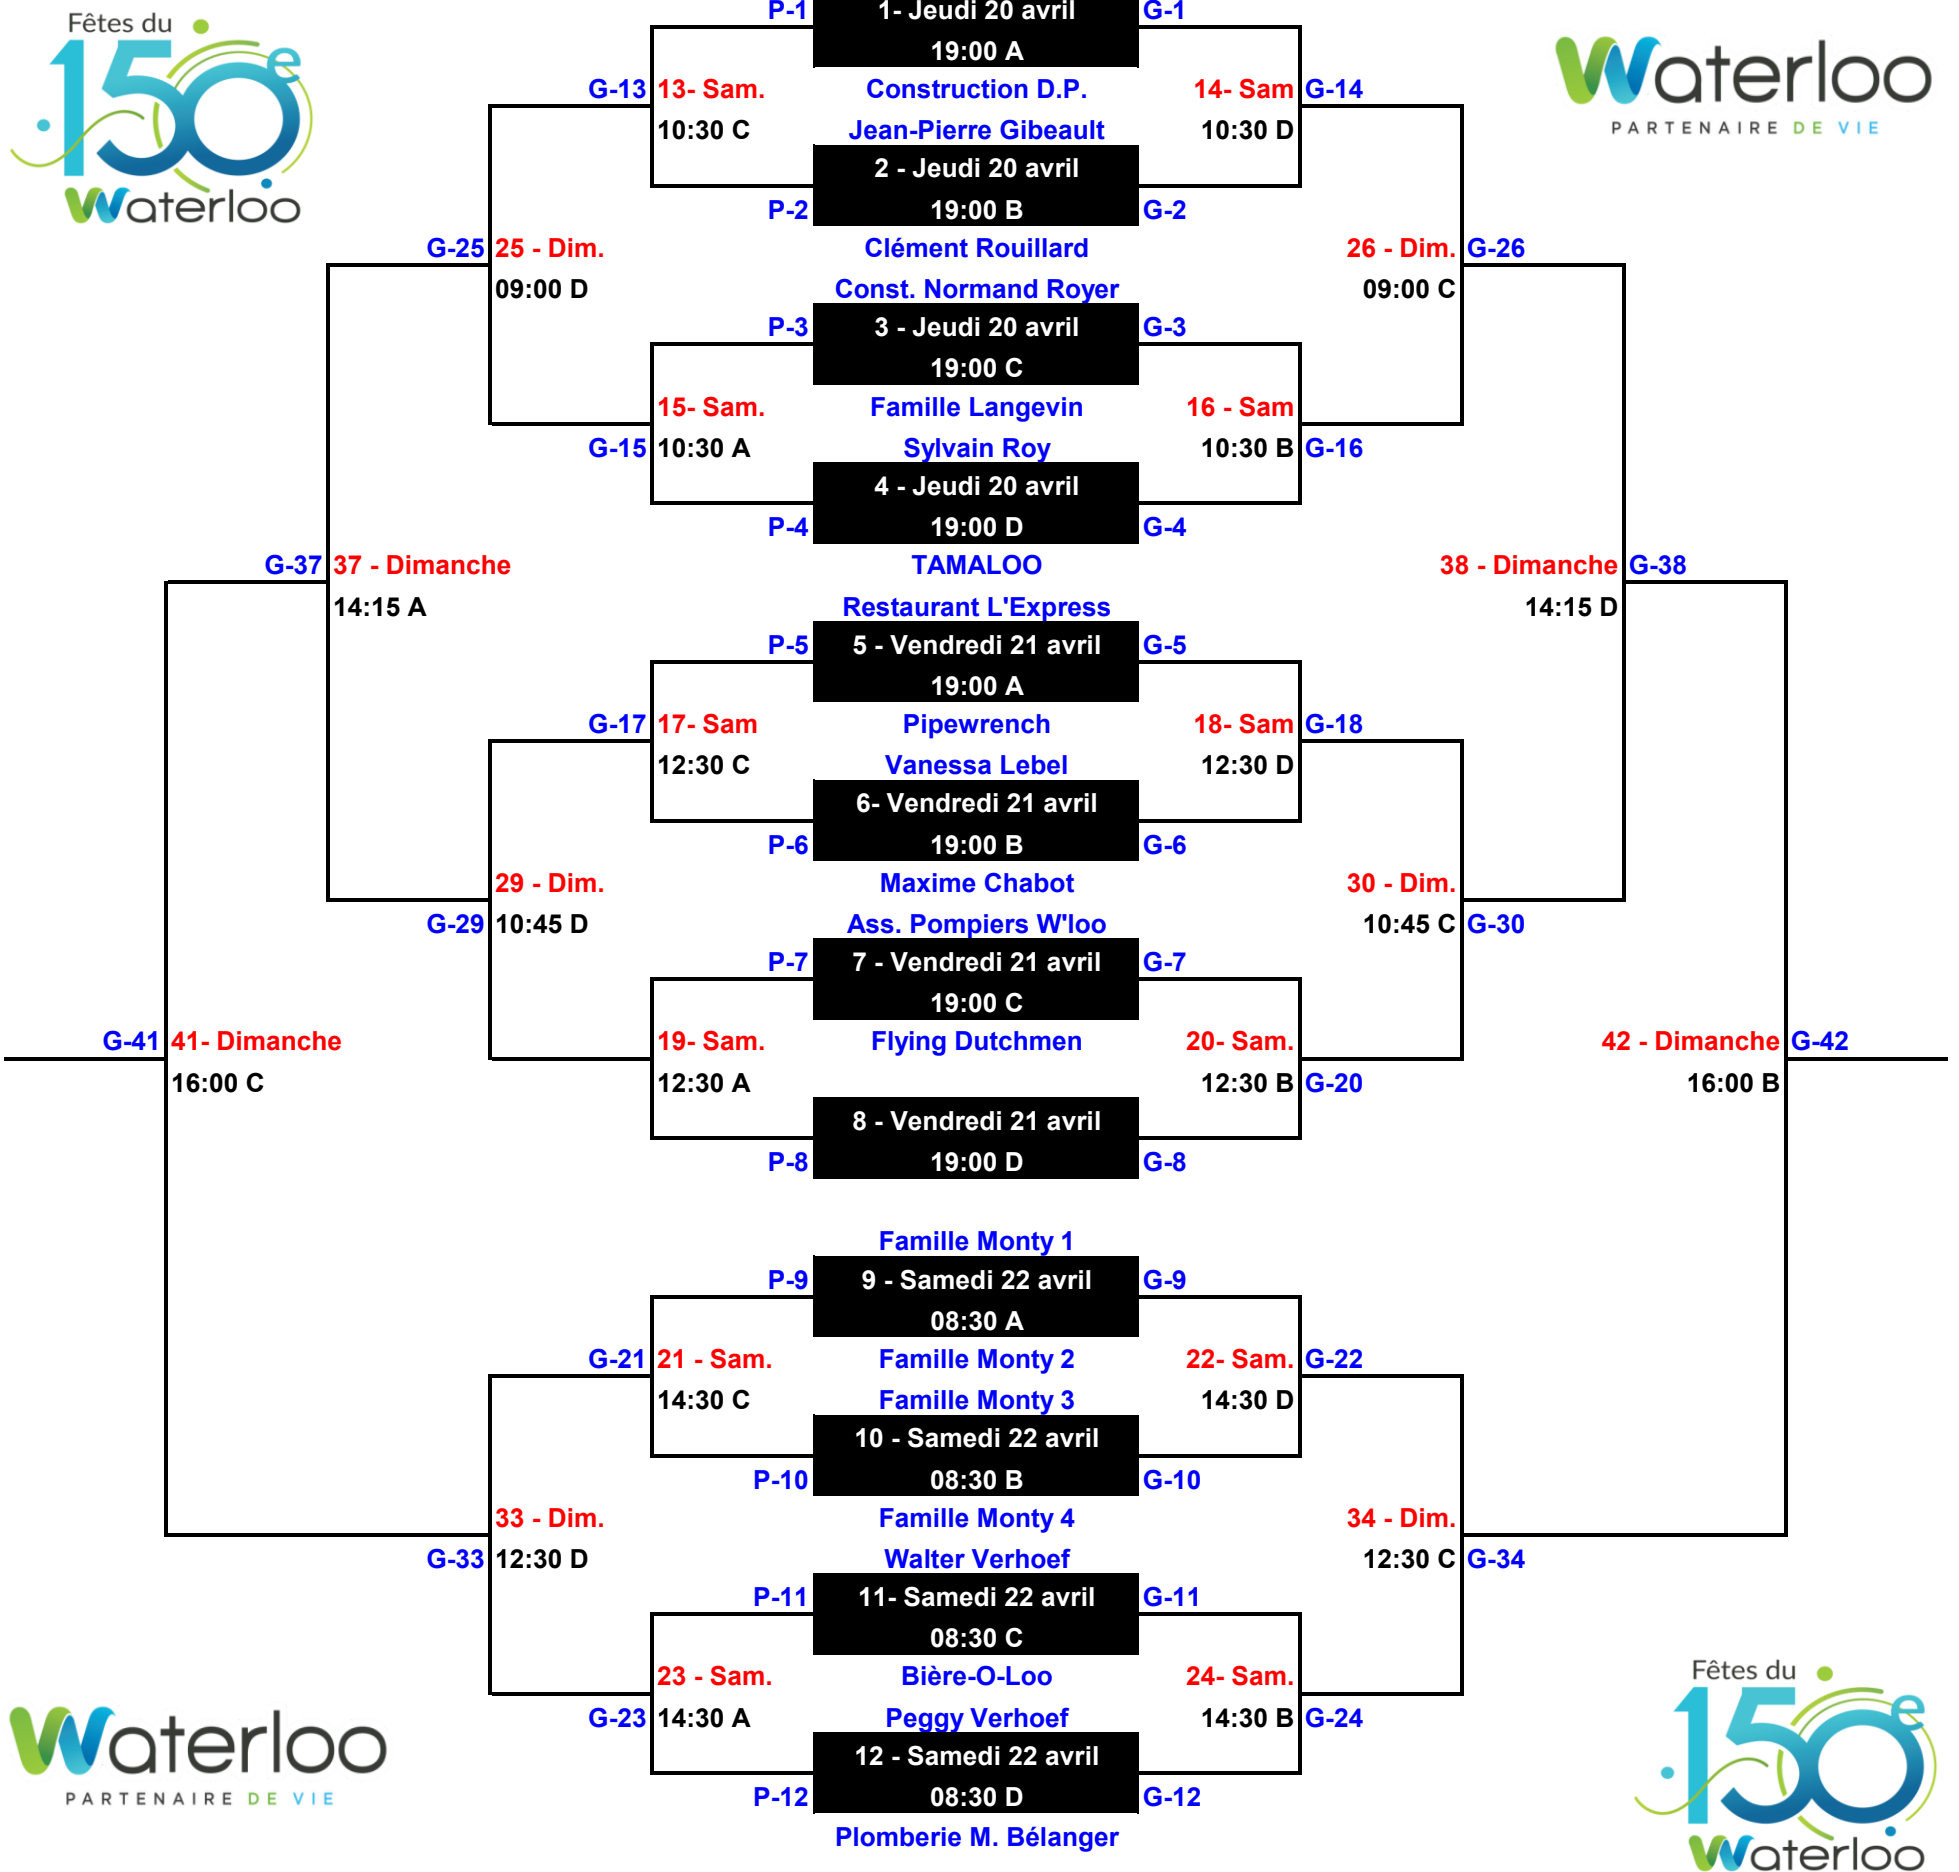 Fêtes du
150e
Waterloo
Waterloo
PARTENAIRE DE VIE
P-1 1- Jeudi 20 avril G-1
19:00 A
G-13 13- Sam. Construction D.P. 14- Sam G-14
10:30 C Jean-Pierre Gibeault 10:30 D
2 - Jeudi 20 avril
P-2 19:00 B G-2
G-25 25 - Dim. Clément Rouillard 26 - Dim. G-26
09:00 D Const. Normand Royer 09:00 C
P-3 3 - Jeudi 20 avril G-3
19:00 C
15- Sam. Famille Langevin 16 - Sam
G-15 10:30 A Sylvain Roy 10:30 B G-16
4 - Jeudi 20 avril
P-4 19:00 D G-4
G-37 37 - Dimanche TAMALOO 38 - Dimanche G-38
14:15 A Restaurant L'Express 14:15 D
P-5 5 - Vendredi 21 avril G-5
19:00 A
G-17 17- Sam Pipewrench 18- Sam G-18
12:30 C Vanessa Lebel 12:30 D
6- Vendredi 21 avril
P-6 19:00 B G-6
29 - Dim. Maxime Chabot 30 - Dim.
G-29 10:45 D Ass. Pompiers W'loo 10:45 C G-30
P-7 7 - Vendredi 21 avril G-7
19:00 C
G-41 41- Dimanche 19- Sam. Flying Dutchmen 20- Sam. 42 - Dimanche G-42
16:00 C 12:30 A 12:30 B G-20 16:00 B
8 - Vendredi 21 avril
P-8 19:00 D G-8
Famille Monty 1
P-9 9 - Samedi 22 avril G-9
08:30 A
G-21 21 - Sam. Famille Monty 2 22- Sam. G-22
14:30 C Famille Monty 3 14:30 D
10 - Samedi 22 avril
P-10 08:30 B G-10
33 - Dim. Famille Monty 4 34 - Dim.
G-33 12:30 D Walter Verhoef 12:30 C G-34
P-11 11- Samedi 22 avril G-11
08:30 C
23 - Sam. Bière-O-Loo 24- Sam.
G-23 14:30 A Peggy Verhoef 14:30 B G-24
12 - Samedi 22 avril
P-12 08:30 D G-12
Plomberie M. Bélanger
Waterloo
PARTENAIRE DE VIE
Fêtes du
150e
Waterloo